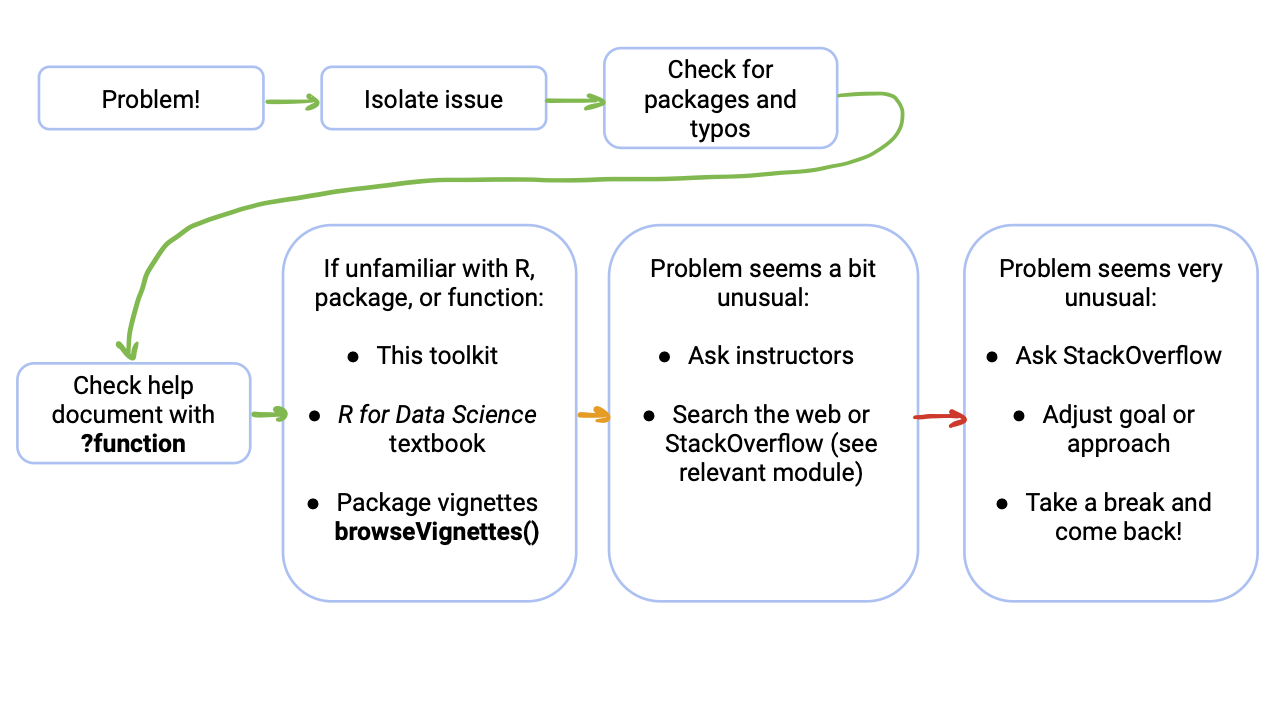 Problem!
Isolate issue
Check for
packages and
typos
Check help
document with
?function
If unfamiliar with R,
package, or function:
● This toolkit
● R for Data Science
textbook
● Package vignettes
browseVignettes()
Problem seems a bit
unusual:
● Ask instructors
● Search the web or
StackOverflow (see
relevant module)
Problem seems very
unusual:
● Ask StackOverflow
● Adjust goal or
approach
● Take a break and
come back!